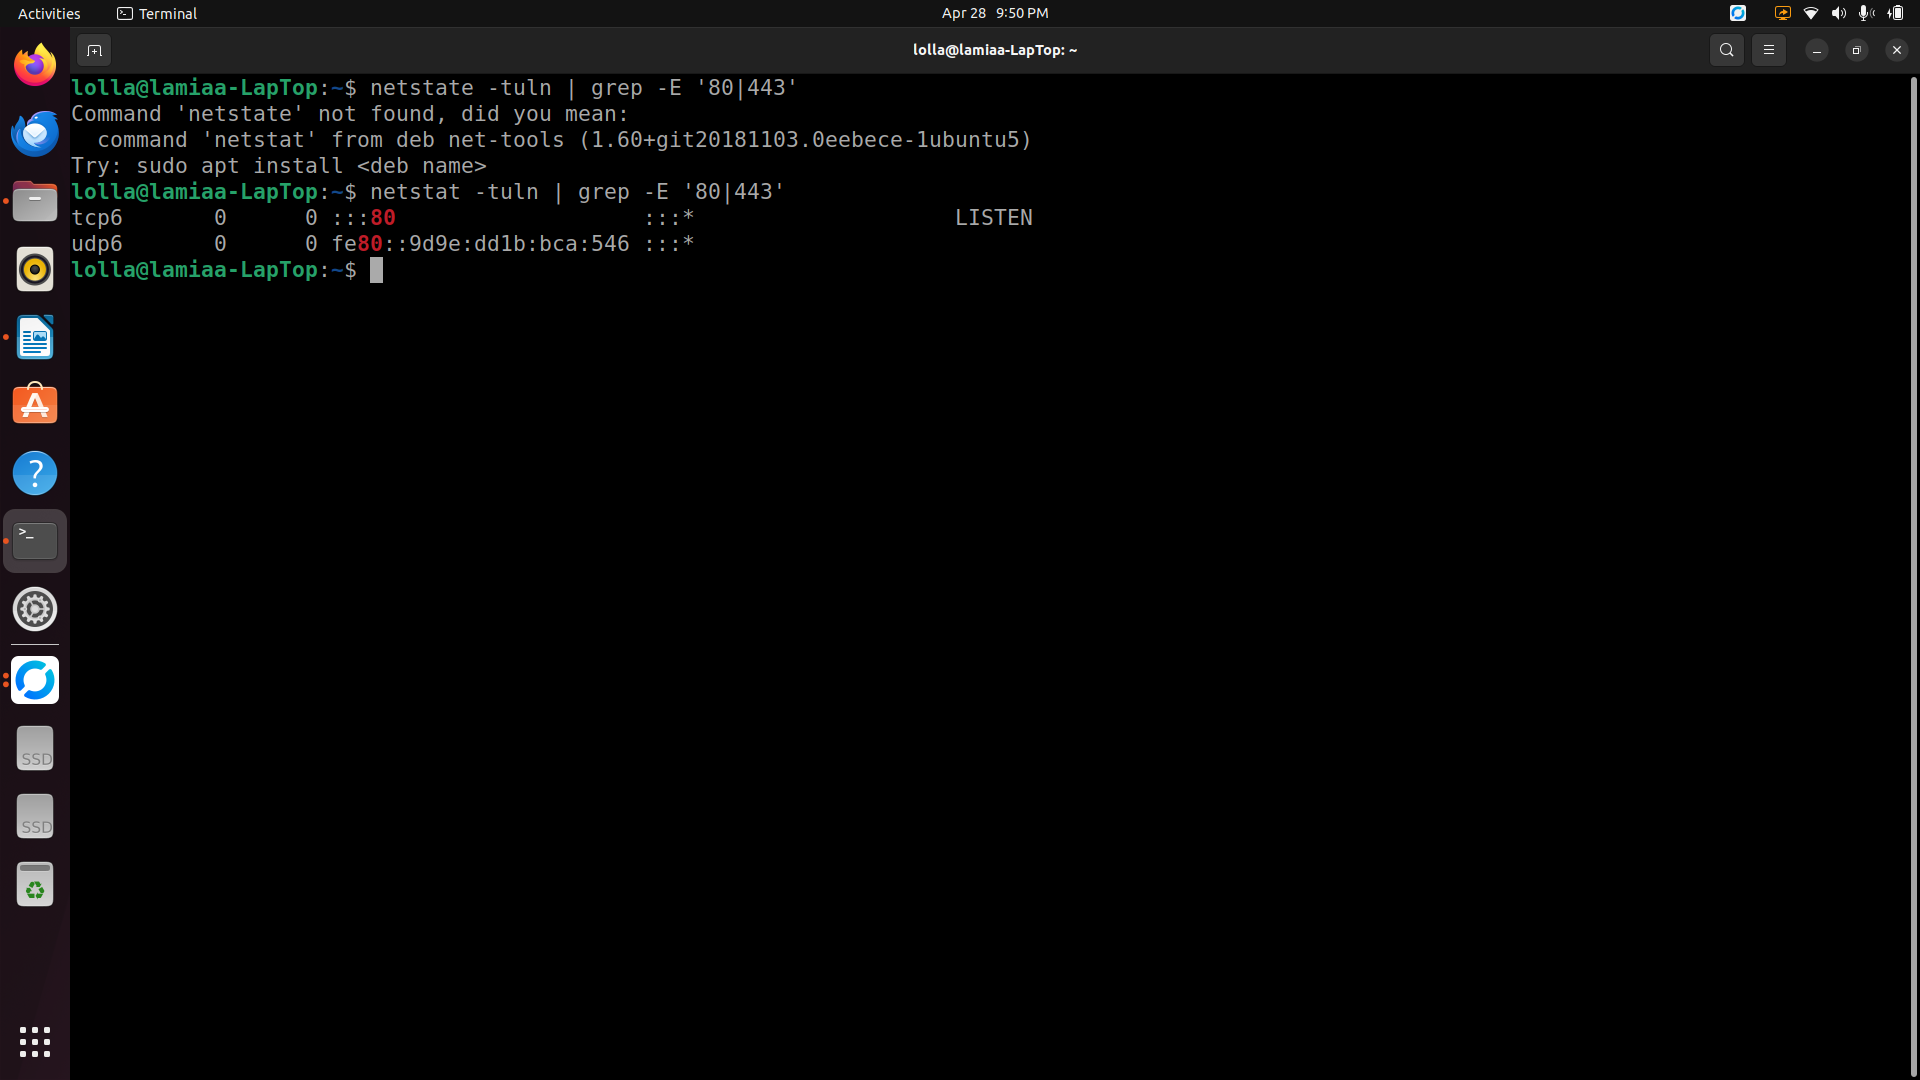 Activities Terminal Apr 28 9:50 PM
lolla@lamiaa-LapTop: ~
lolla@lamiaa-LapTop:~$ netstate -tuln | grep -E '80|443'
Command 'netstate' not found, did you mean:
  command 'netstat' from deb net-tools (1.60+git20181103.0eebece-1ubuntu5)
Try: sudo apt install <deb name>
lolla@lamiaa-LapTop:~$ netstat -tuln | grep -E '80|443'
tcp6       0      0 :::80                   :::*                    LISTEN
udp6       0      0 fe80::9d9e:dd1b:bca:546 :::*
lolla@lamiaa-LapTop:~$
SSD
SSD